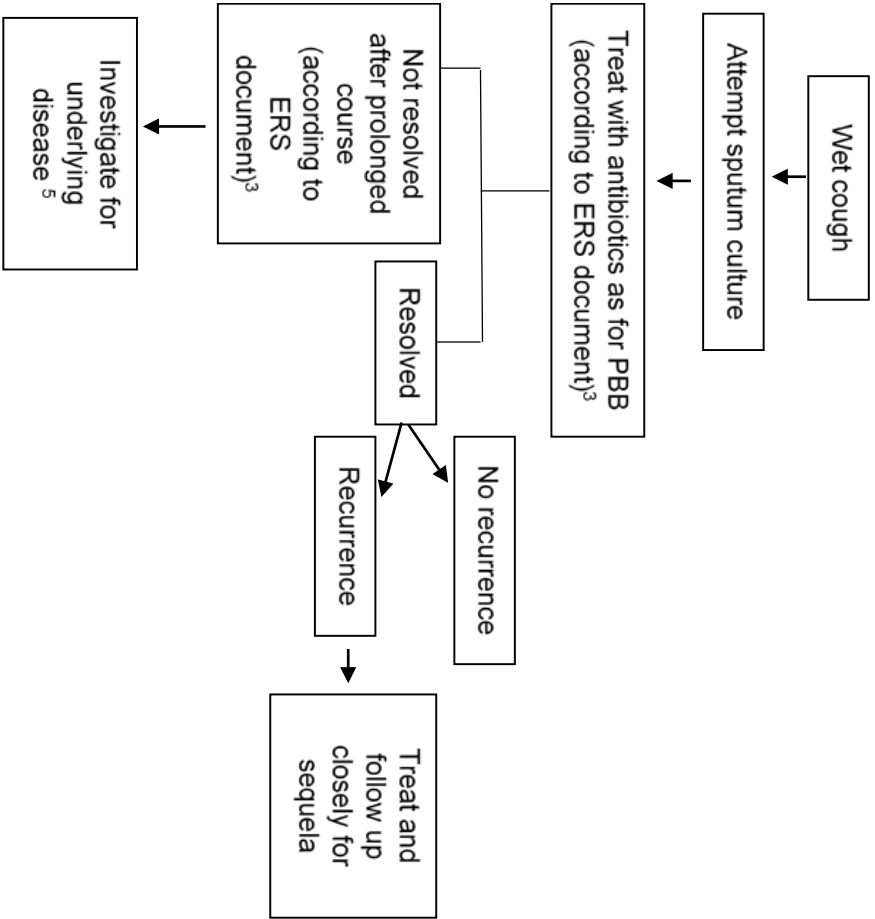 Wet cough
Attempt sputum culture
Treat with antibiotics as for PBB
(according to ERS document)³
Not resolved
after prolonged
course
(according to
ERS
document)³
Resolved
Investigate for
underlying
disease ⁵
No recurrence
Recurrence
Treat and
follow up
closely for
sequela